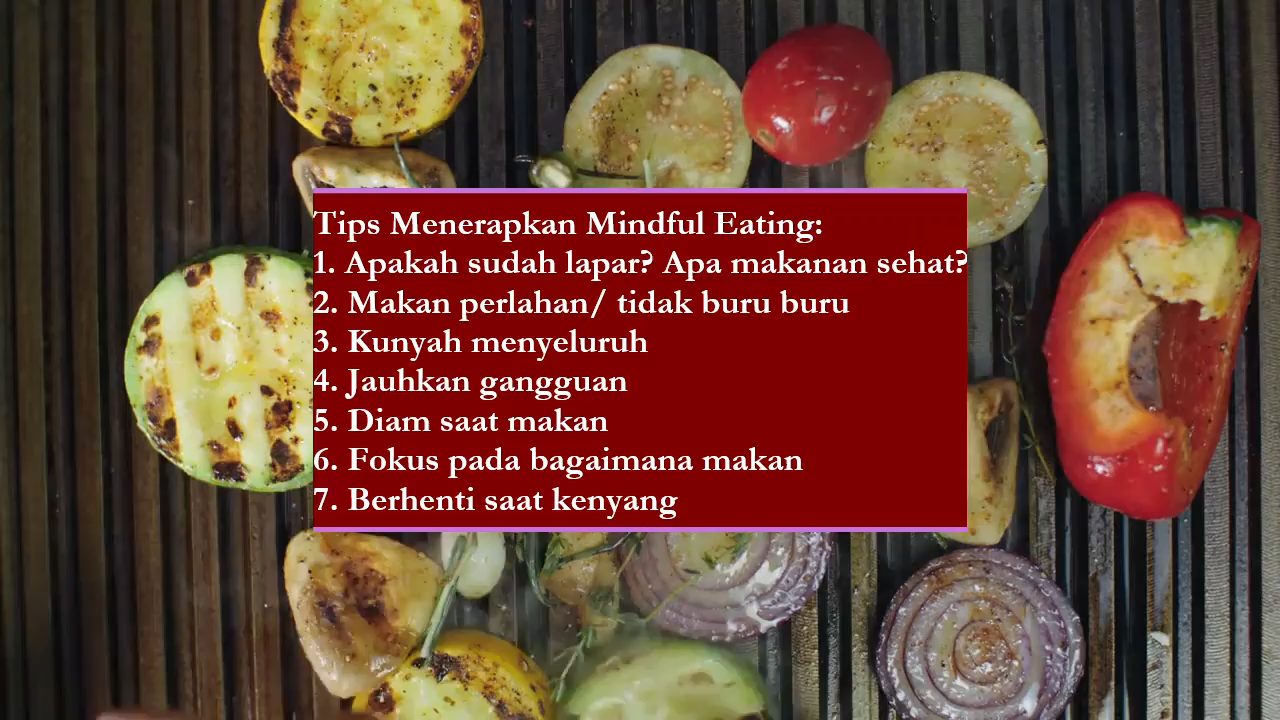 Tips Menerapkan Mindful Eating:
1. Apakah sudah lapar? Apa makanan sehat?
2. Makan perlahan/ tidak buru buru
3. Kunyah menyeluruh
4. Jauhkan gangguan
5. Diam saat makan
6. Fokus pada bagaimana makan
7. Berhenti saat kenyang